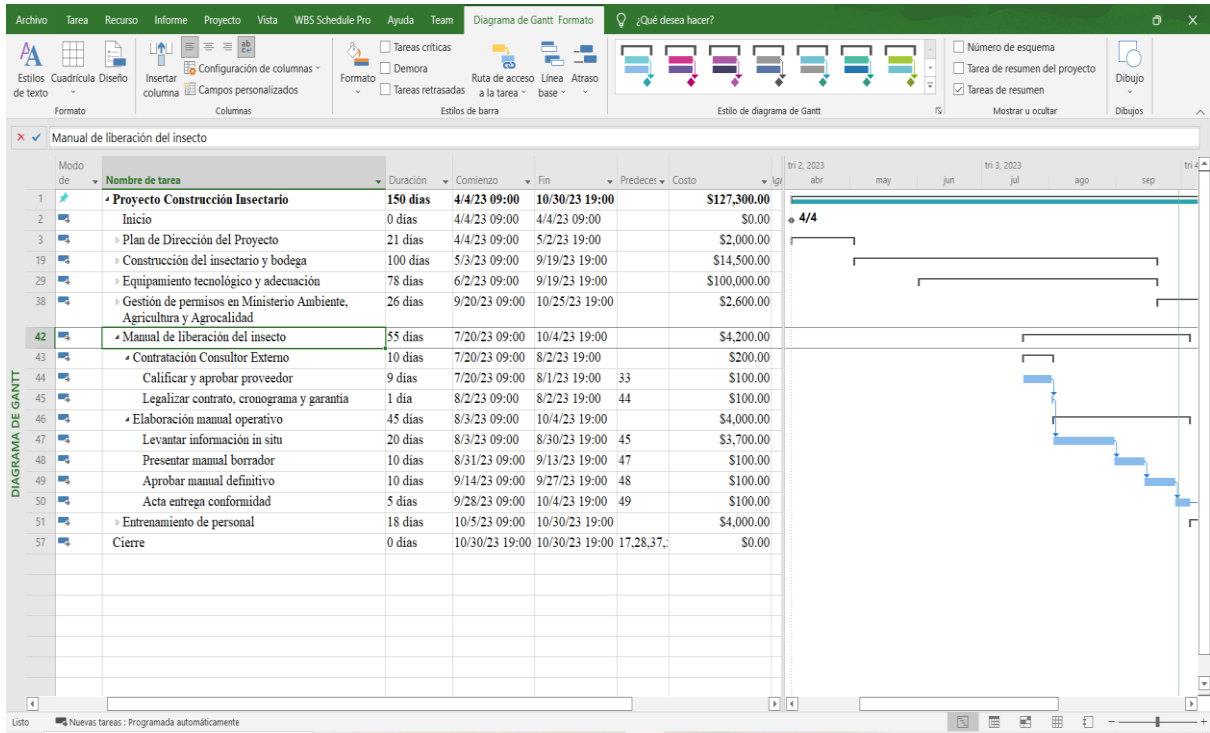 Archivo Tarea Recurso Informe Proyecto Vista WBS Schedule Pro Ayuda Team Diagrama de Gantt Formato ¿Qué desea hacer?
Estilos de texto
Cuadrícula
Diseño
Formato
Insertar columna
Configuración de columnas
Campos personalizados
Columnas
Formato
Tareas críticas
Demora
Tareas retrasadas
Ruta de acceso a la tarea
Línea base
Atraso
Estilos de barra
Estilo de diagrama de Gantt
Número de esquema
Tarea de resumen del proyecto
Tareas de resumen
Mostrar u ocultar
Dibujo
Dibujos
Manual de liberación del insecto
Modo de Nombre de tarea Duración Comienzo Fin Predeces Costo
tri 2, 2023 tri 3, 2023 tri 4
abr may jun jul ago sep
1 Proyecto Construcción Insectario 150 días 4/4/23 09:00 10/30/23 19:00 $127,300.00
2 Inicio 0 días 4/4/23 09:00 4/4/23 09:00 $0.00 4/4
3 Plan de Dirección del Proyecto 21 días 4/4/23 09:00 5/2/23 19:00 $2,000.00
19 Construcción del insectario y bodega 100 días 5/3/23 09:00 9/19/23 19:00 $14,500.00
29 Equipamiento tecnológico y adecuación 78 días 6/2/23 09:00 9/19/23 19:00 $100,000.00
38 Gestión de permisos en Ministerio Ambiente, 26 días 9/20/23 09:00 10/25/23 19:00 $2,600.00
Agricultura y Agrocalidad
42 Manual de liberación del insecto 55 días 7/20/23 09:00 10/4/23 19:00 $4,200.00
43 Contratación Consultor Externo 10 días 7/20/23 09:00 8/2/23 19:00 $200.00
44 Calificar y aprobar proveedor 9 días 7/20/23 09:00 8/1/23 19:00 33 $100.00
45 Legalizar contrato, cronograma y garantía 1 día 8/2/23 09:00 8/2/23 19:00 44 $100.00
46 Elaboración manual operativo 45 días 8/3/23 09:00 10/4/23 19:00 $4,000.00
47 Levantar información in situ 20 días 8/3/23 09:00 8/30/23 19:00 45 $3,700.00
48 Presentar manual borrador 10 días 8/31/23 09:00 9/13/23 19:00 47 $100.00
49 Aprobar manual definitivo 10 días 9/14/23 09:00 9/27/23 19:00 48 $100.00
50 Acta entrega conformidad 5 días 9/28/23 09:00 10/4/23 19:00 49 $100.00
51 Entrenamiento de personal 18 días 10/5/23 09:00 10/30/23 19:00 $4,000.00
57 Cierre 0 días 10/30/23 19:00 10/30/23 19:00 17,28,37, $0.00
DIAGRAMA DE GANTT
Listo Nuevas tareas : Programada automáticamente